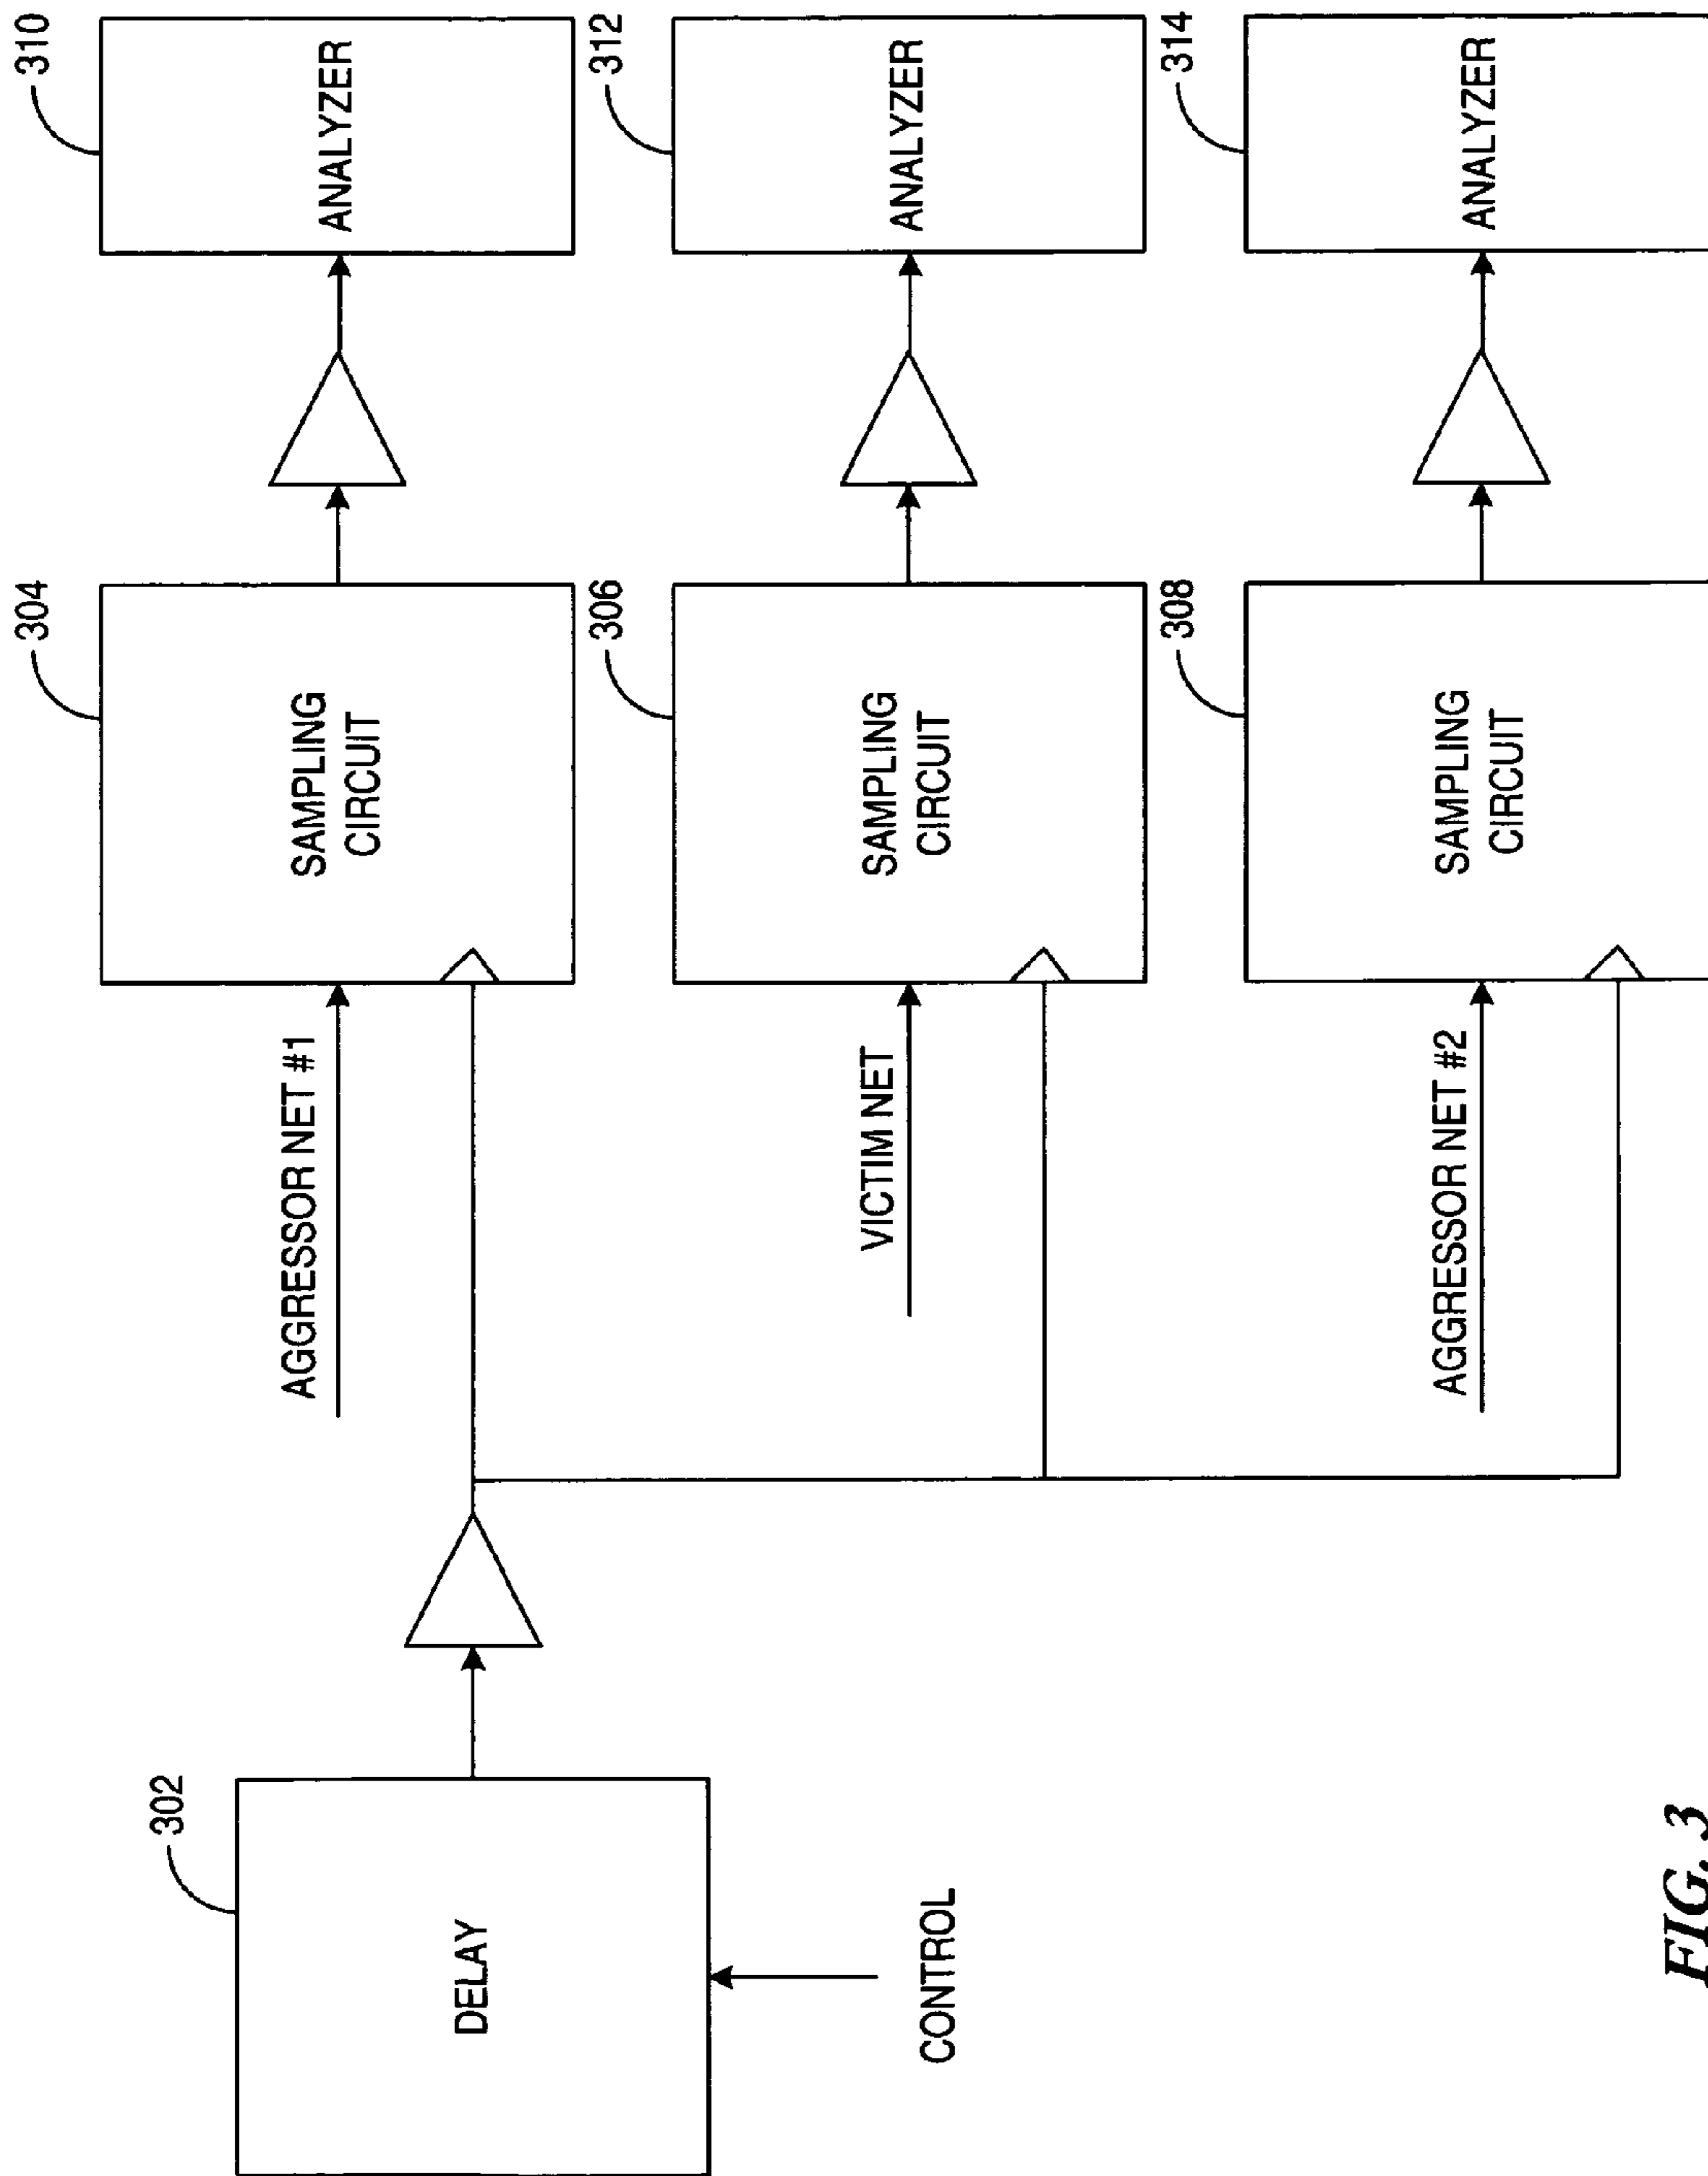 302
DELAY
CONTROL
AGGRESSOR NET #1
304
SAMPLING
CIRCUIT
310
ANALYZER
VICTIM NET
306
SAMPLING
CIRCUIT
312
ANALYZER
AGGRESSOR NET #2
308
SAMPLING
CIRCUIT
314
ANALYZER
FIG. 3